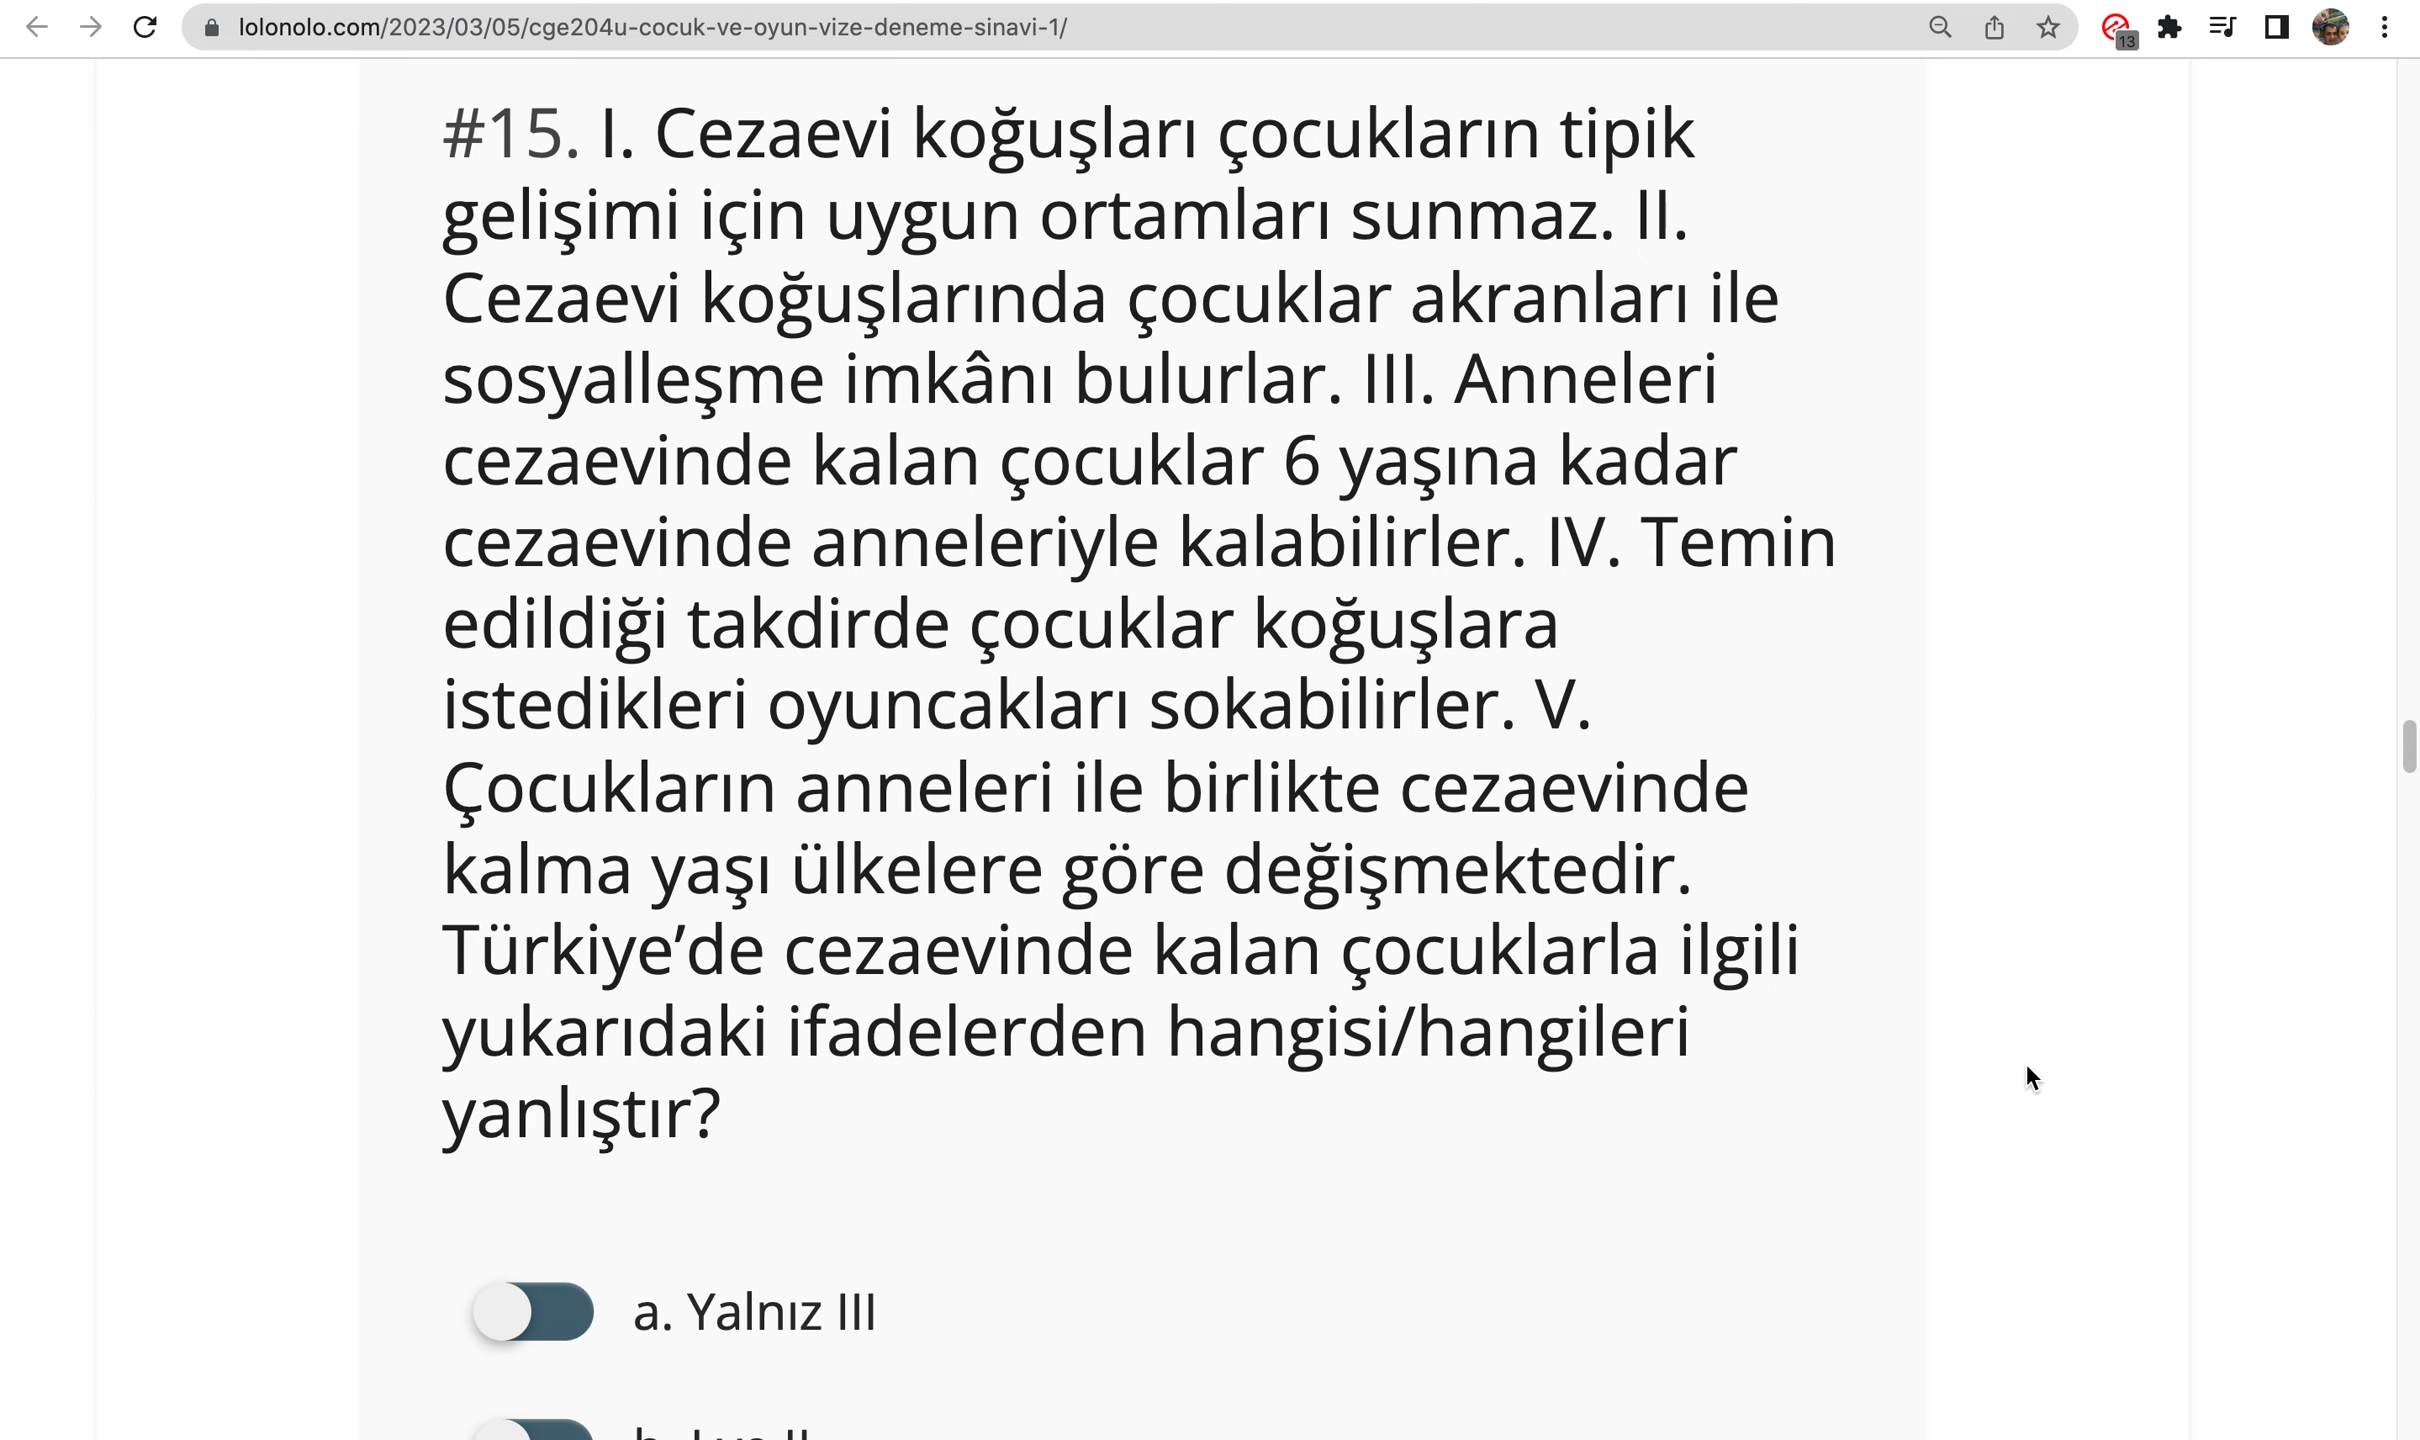 lolonolo.com/2023/03/05/cge204u-cocuk-ve-oyun-vize-deneme-sinavi-1/
13
#15. I. Cezaevi koğuşları çocukların tipik
gelişimi için uygun ortamları sunmaz. II.
Cezaevi koğuşlarında çocuklar akranları ile
sosyalleşme imkânı bulurlar. III. Anneleri
cezaevinde kalan çocuklar 6 yaşına kadar
cezaevinde anneleriyle kalabilirler. IV. Temin
edildiği takdirde çocuklar koğuşlara
istedikleri oyuncakları sokabilirler. V.
Çocukların anneleri ile birlikte cezaevinde
kalma yaşı ülkelere göre değişmektedir.
Türkiye’de cezaevinde kalan çocuklarla ilgili
yukarıdaki ifadelerden hangisi/hangileri
yanlıştır?
a. Yalnız III